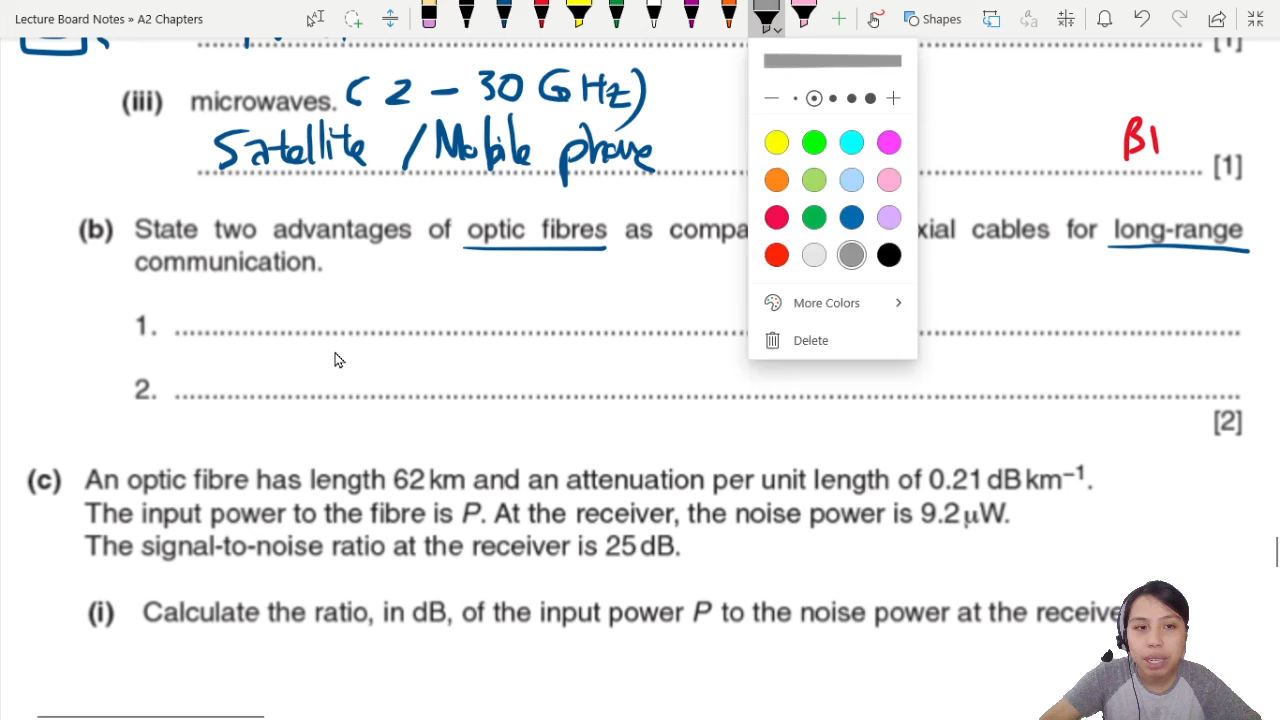 Lecture Board Notes » A2 Chapters
Shapes
[1]
(iii) microwaves. (2 – 30 GHz)
Satellite / Mobile phone
B1
[1]
(b) State two advantages of optic fibres as compa xial cables for long-range
communication.
1.
2.
[2]
More Colors
Delete
(c) An optic fibre has length 62 km and an attenuation per unit length of 0.21 dB km⁻¹.
The input power to the fibre is P. At the receiver, the noise power is 9.2 μW.
The signal-to-noise ratio at the receiver is 25 dB.
(i) Calculate the ratio, in dB, of the input power P to the noise power at the receive